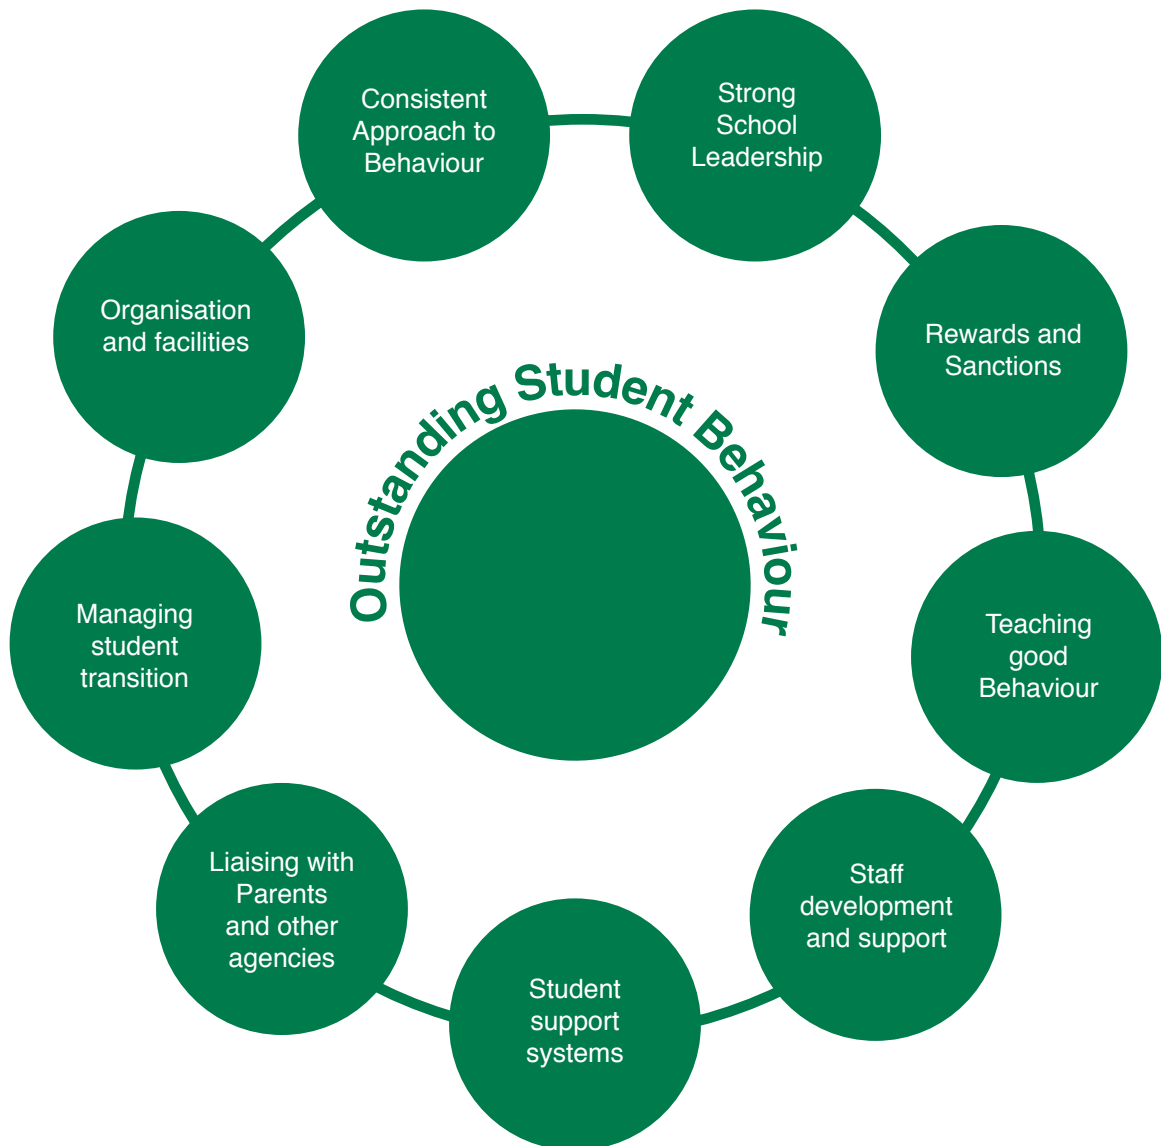 Consistent
Approach to
Behaviour
Strong
School
Leadership
Rewards and
Sanctions
Teaching
good
Behaviour
Staff
development
and support
Student
support
systems
Liaising with
Parents
and other
agencies
Managing
student
transition
Organisation
and facilities
Outstanding Student Behaviour